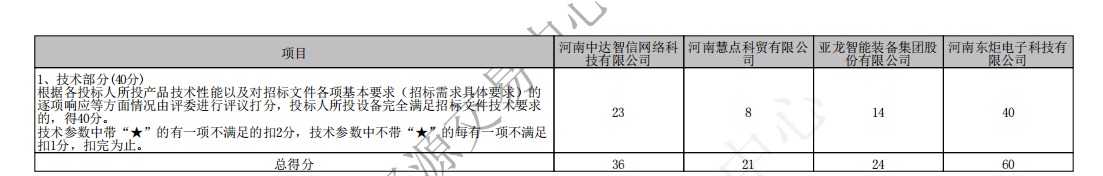 项目
河南中达智信网络科
技有限公司
河南慧点科贸有限公
司
亚龙智能装备集团股
份有限公司
河南东炬电子科技有
限公司
1、技术部分(40分)
根据各投标人所投产品技术性能以及对招标文件各项基本要求（招标需求具体要求）的
逐项响应等方面情况由评委进行评议打分，投标人所投设备完全满足招标文件技术要求
的，得40分。
技术参数中带“★”的有一项不满足的扣2分，技术参数中不带“★”的每有一项不满足
扣1分，扣完为止。
23
8
14
40
总得分
36
21
24
60
源交易中心
中心